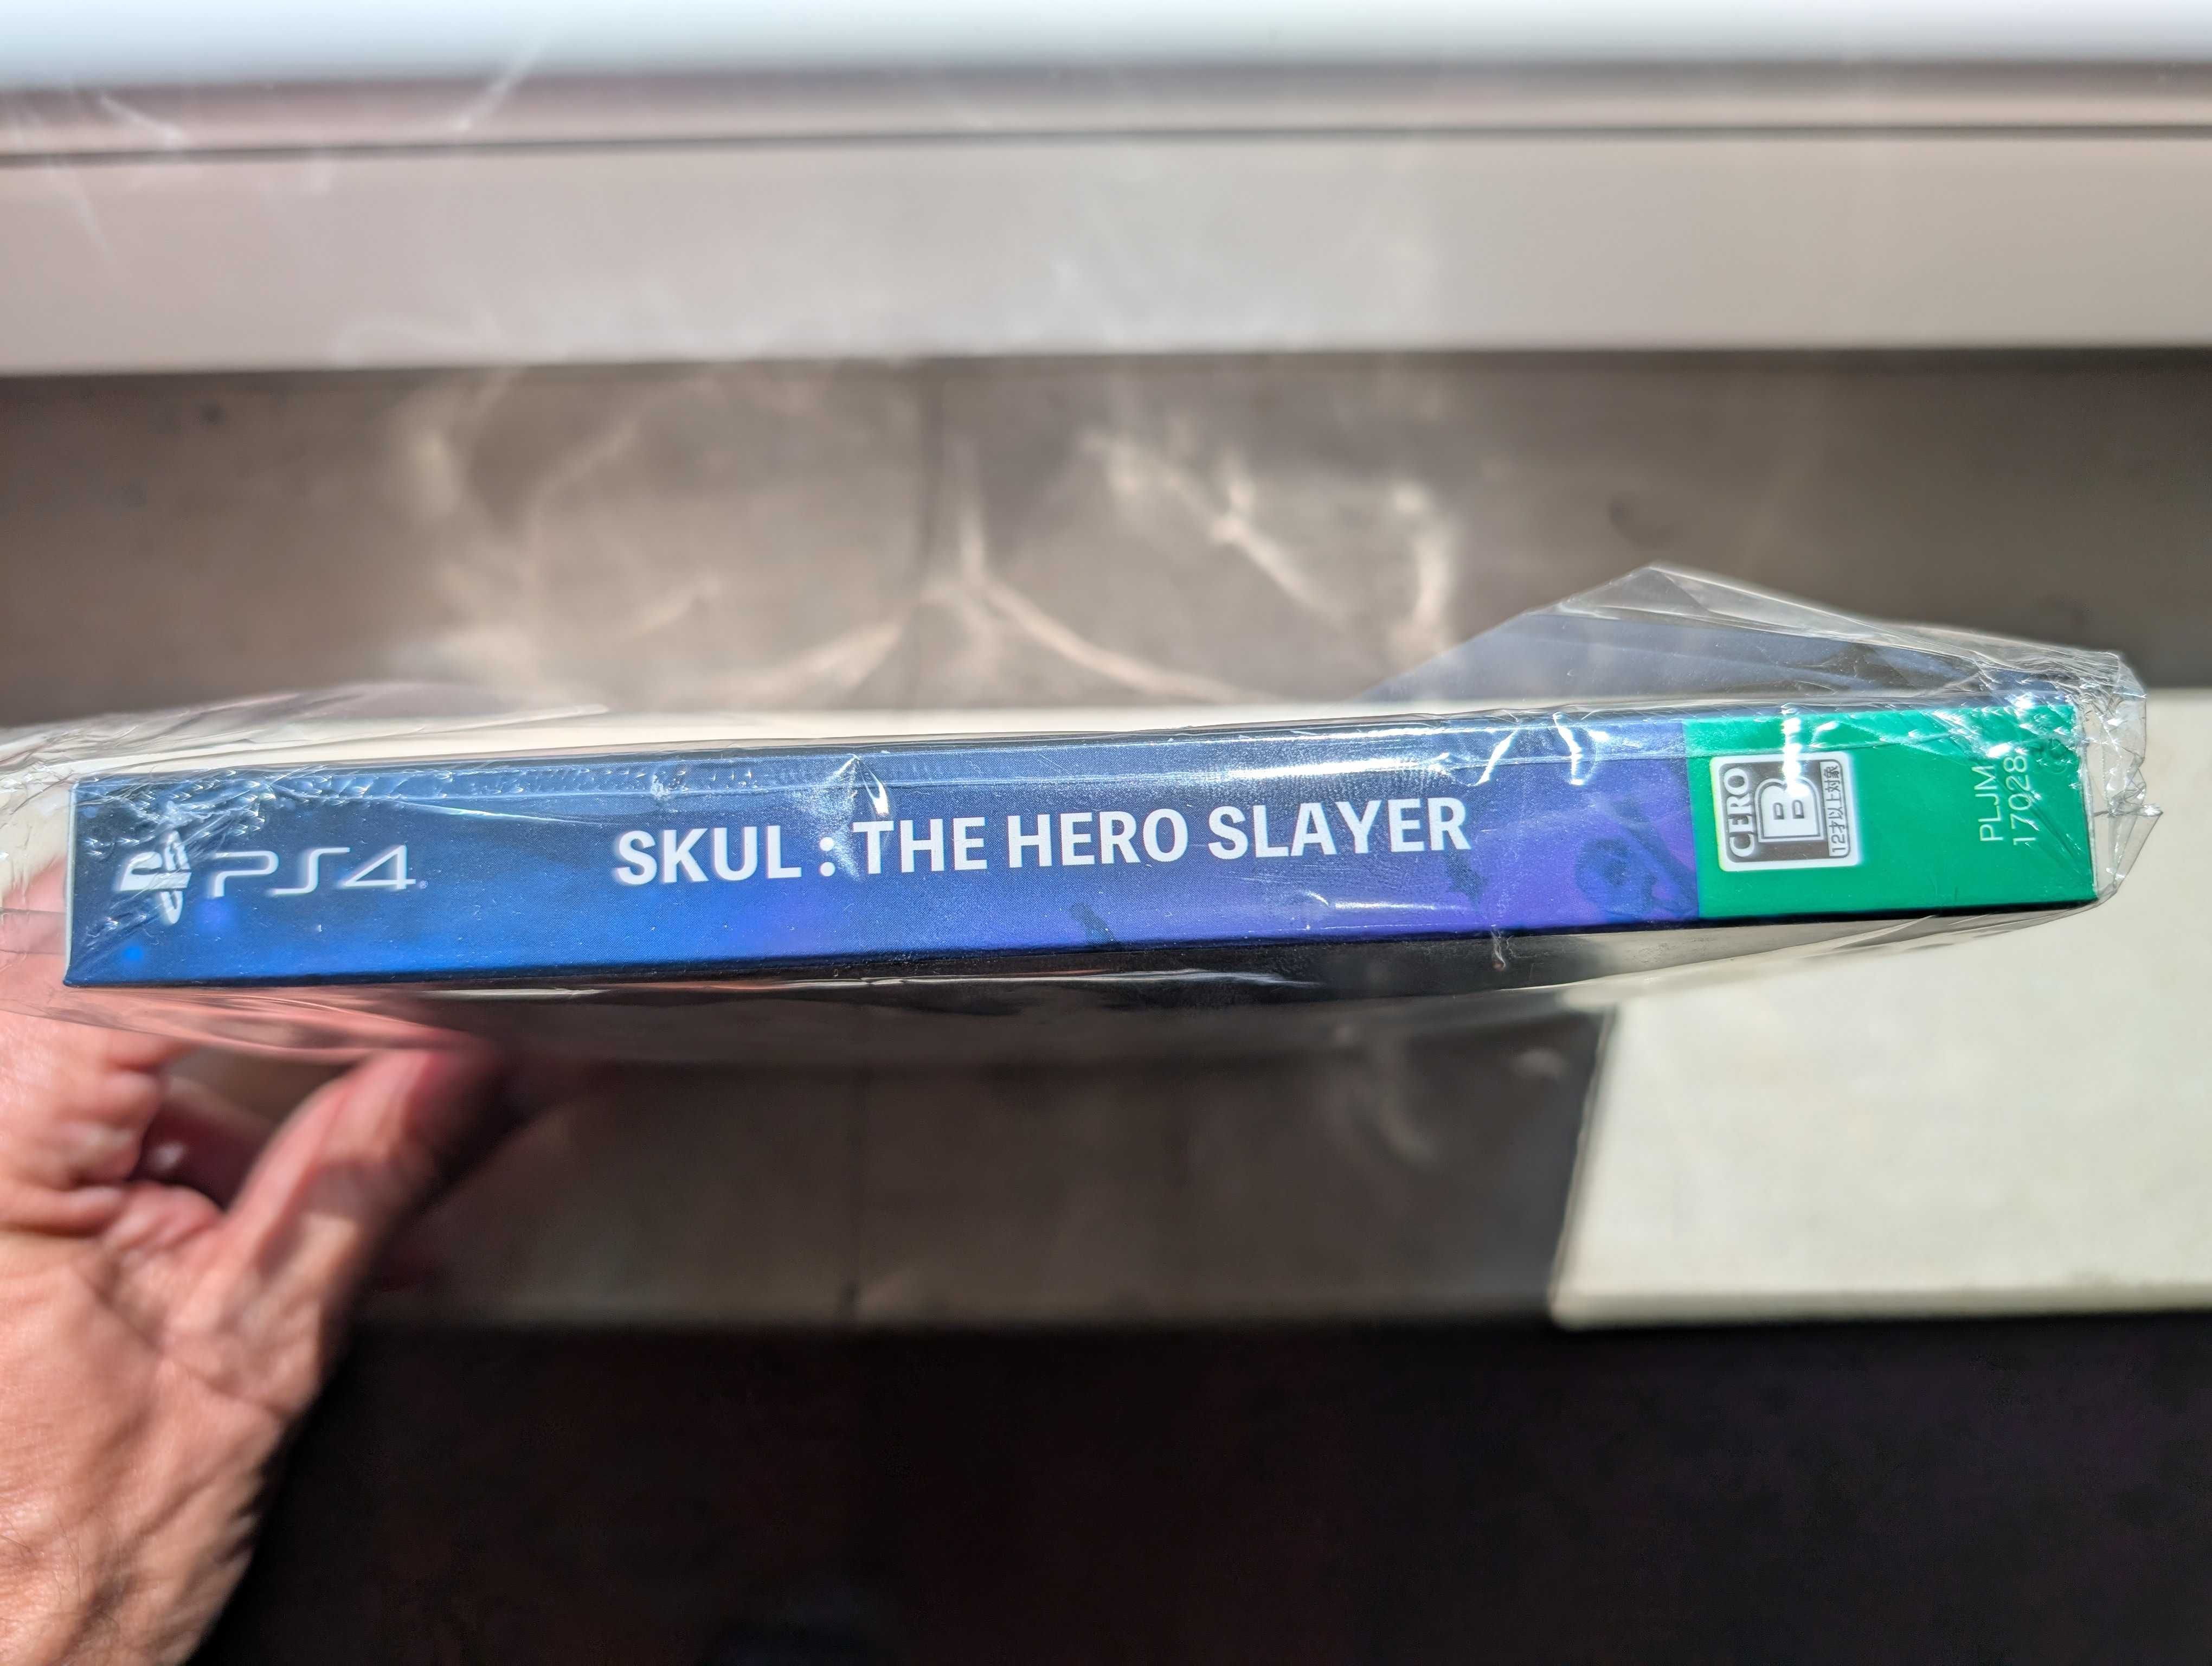 PS4
SKUL : THE HERO SLAYER
CERO
B
12才以上対象
PLJM
17028